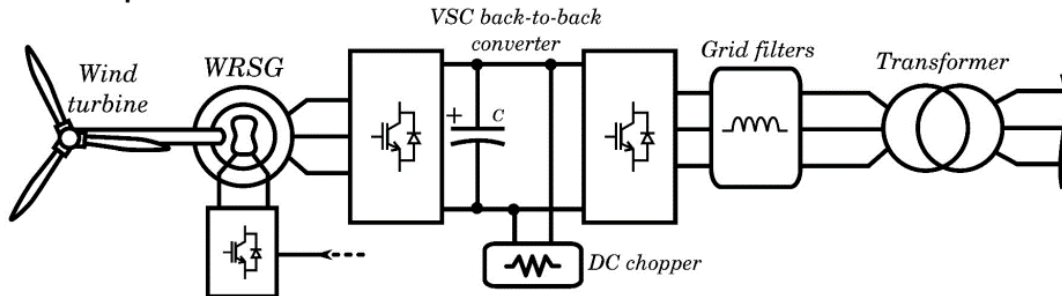 VSC back-to-back
converter
Wind
turbine
WRSG
Grid filters
Transformer
+
C
DC chopper